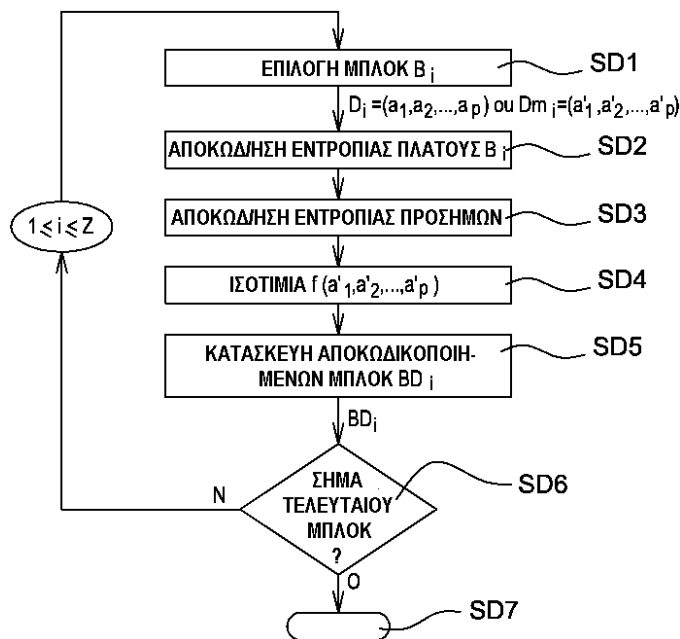 ΕΠΙΛΟΓΗ ΜΠΛΟΚ B i
SD1
D i =(a1,a2,...,a p ) ou Dm i =(a'1,a'2,...,a'p)
ΑΠΟΚΩΔ/ΗΣΗ ΕΝΤΡΟΠΙΑΣ ΠΛΑΤΟΥΣ B i
SD2
1 ≤ i ≤ Z
ΑΠΟΚΩΔ/ΗΣΗ ΕΝΤΡΟΠΙΑΣ ΠΡΟΣΗΜΩΝ
SD3
ΙΣΟΤΙΜΙΑ f (a'1,a'2,...,a'p )
SD4
ΚΑΤΑΣΚΕΥΗ ΑΠΟΚΩΔΙΚΟΠΟΙΗ-
ΜΕΝΩΝ ΜΠΛΟΚ BD i
SD5
BDi
N
ΣΗΜΑ
ΤΕΛΕΥΤΑΙΟΥ
ΜΠΛΟΚ
?
SD6
O
SD7